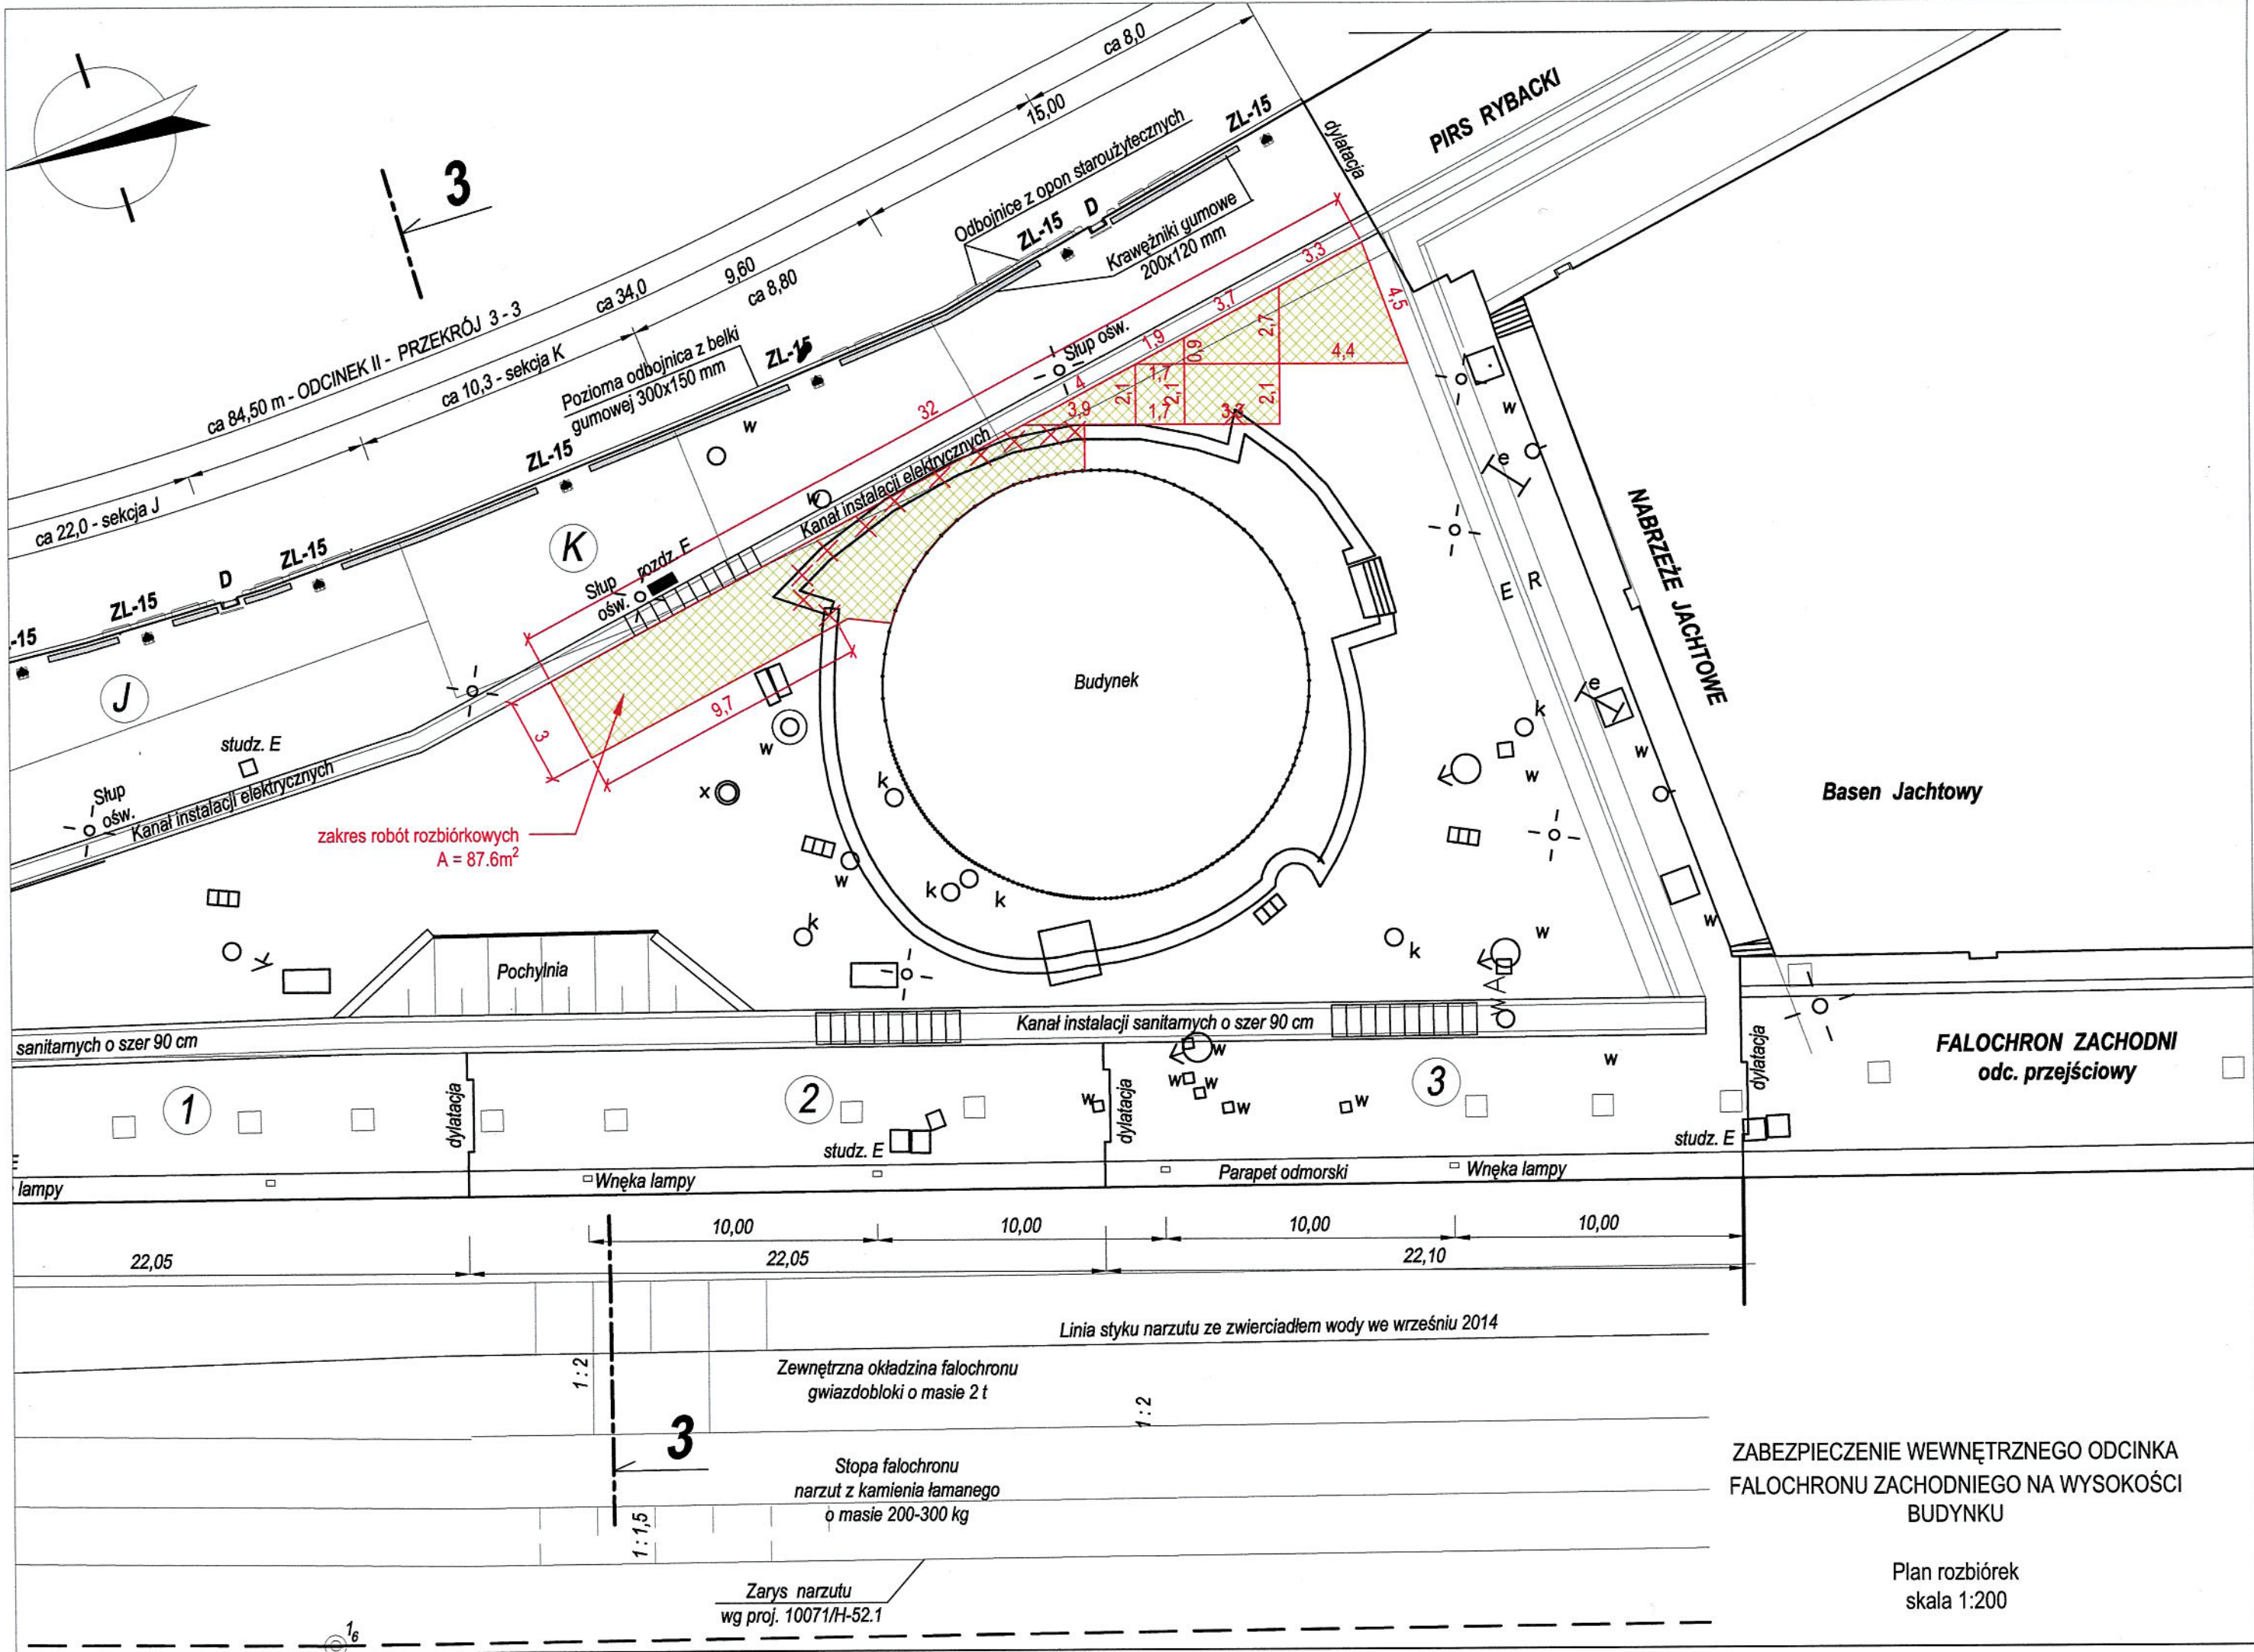 ca 8,0
15,00
3
PIRS RYBACKI
dylatacja
ZL-15
Odbojnice z opon staroużytecznych
D
ZL-15
Krawężniki gumowe
200x120 mm
ca 84,50 m - ODCINEK II - PRZEKRÓJ 3 - 3
ca 34,0
9,60
ca 8,80
ca 10,3 - sekcja K
ca 22,0 - sekcja J
Pozioma odbojnica z belki
gumowej 300x150 mm
ZL-15
ZL-15
ZL-15
D
ZL-15
-15
3,3
4,5
3,7
2,7
1,9
0,9
4,4
4
32
2,1
1,7
2,1
2,1
3,9
1,7
3,3
Słup ośw.
w
w
Kanał instalacji elektrycznych
K
rozdz. E
Słup
ośw.
J
3
9,7
w
x
studz. E
Słup
ośw.
Kanał instalacji elektrycznych
zakres robót rozbiórkowych
A = 87.6m²
Budynek
w
e
E R
NABRZEŻE JACHTOWE
e
k
w
w
w
Basen Jachtowy
k
w
k
k
k
k
w
k
Pochylnia
w A
Kanał instalacji sanitarnych o szer 90 cm
sanitarnych o szer 90 cm
FALOCHRON ZACHODNI
odc. przejściowy
1
dylatacja
2
w
dylatacja
w
w
w
w
w
3
w
dylatacja
studz. E
studz. E
E
lampy
Wnęka lampy
Parapet odmorski
Wnęka lampy
10,00
10,00
10,00
10,00
22,05
22,05
22,10
Linia styku narzutu ze zwierciadłem wody we wrześniu 2014
1 : 2
Zewnętrzna okładzina falochronu
gwiazdobloki o masie 2 t
1 : 2
3
Stopa falochronu
narzut z kamienia łamanego
o masie 200-300 kg
1 : 1,5
Zarys narzutu
wg proj. 10071/H-52.1
1₆
ZABEZPIECZENIE WEWNĘTRZNEGO ODCINKA
FALOCHRONU ZACHODNIEGO NA WYSOKOŚCI
BUDYNKU
Plan rozbiórek
skala 1:200